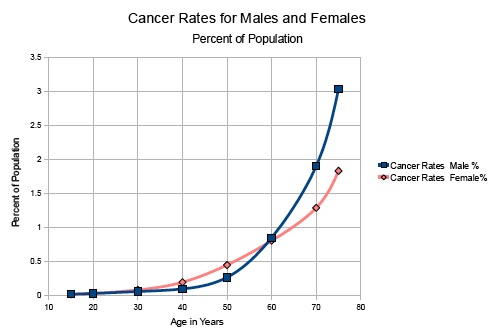 Cancer Rates for Males and Females
Percent of Population
3.5
3
2.5
2
1.5
1
0.5
0
10 20 30 40 50 60 70 80
Percent of Population
Age in Years
Cancer Rates Male %
Cancer Rates Female%